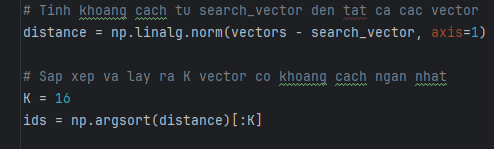 # Tinh khoang cach tu search_vector den tat ca cac vector
distance = np.linalg.norm(vectors - search_vector, axis=1)
# Sap xep va lay ra K vector co khoang cach ngan nhat
K = 16
ids = np.argsort(distance)[:K]